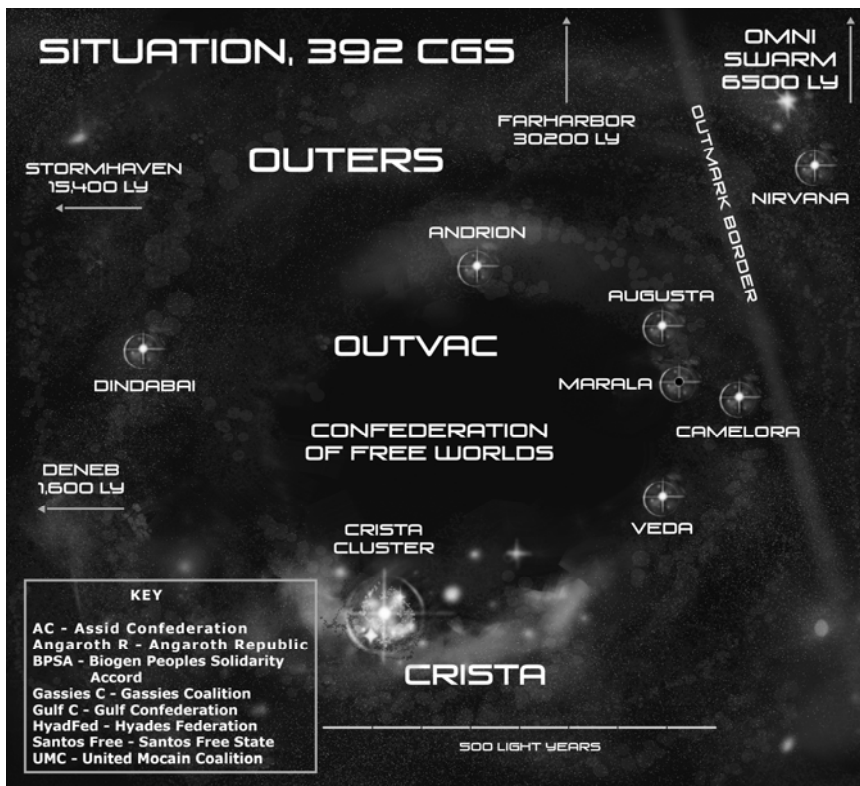 SITUATION, 392 CGS
OMNI
SWARM
6500 LY
FARHARBOR
30200 LY
OUTMARK BORDER
OUTERS
STORMHAVEN
15,400 LY
NIRVANA
ANDRION
AUGUSTA
OUTVAC
DINDABAI
MARALA
CAMELORA
CONFEDERATION
OF FREE WORLDS
DENEB
1,600 LY
VEDA
CRISTA
CLUSTER
KEY
AC - Assid Confederation
Angaroth R - Angaroth Republic
BPSA - Biogen Peoples Solidarity
Accord
Gassies C - Gassies Coalition
Gulf C - Gulf Confederation
HyadFed - Hyades Federation
Santos Free - Santos Free State
UMC - United Mocain Coalition
CRISTA
500 LIGHT YEARS